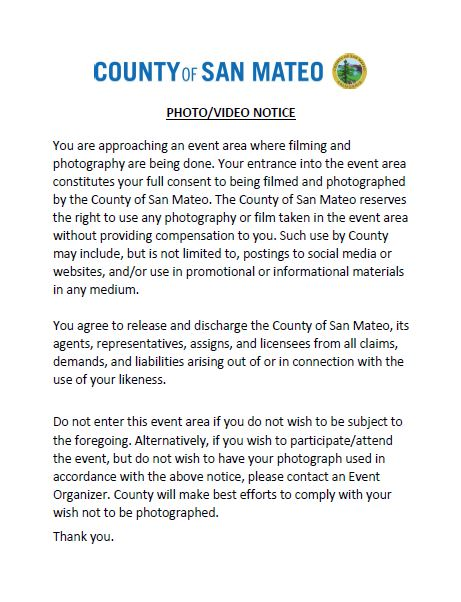 COUNTY OF SAN MATEO
PHOTO/VIDEO NOTICE
You are approaching an event area where filming and
photography are being done. Your entrance into the event area
constitutes your full consent to being filmed and photographed
by the County of San Mateo. The County of San Mateo reserves
the right to use any photography or film taken in the event area
without providing compensation to you. Such use by County
may include, but is not limited to, postings to social media or
websites, and/or use in promotional or informational materials
in any medium.
You agree to release and discharge the County of San Mateo, its
agents, representatives, assigns, and licensees from all claims,
demands, and liabilities arising out of or in connection with the
use of your likeness.
Do not enter this event area if you do not wish to be subject to
the foregoing. Alternatively, if you wish to participate/attend
the event, but do not wish to have your photograph used in
accordance with the above notice, please contact an Event
Organizer. County will make best efforts to comply with your
wish not to be photographed.
Thank you.